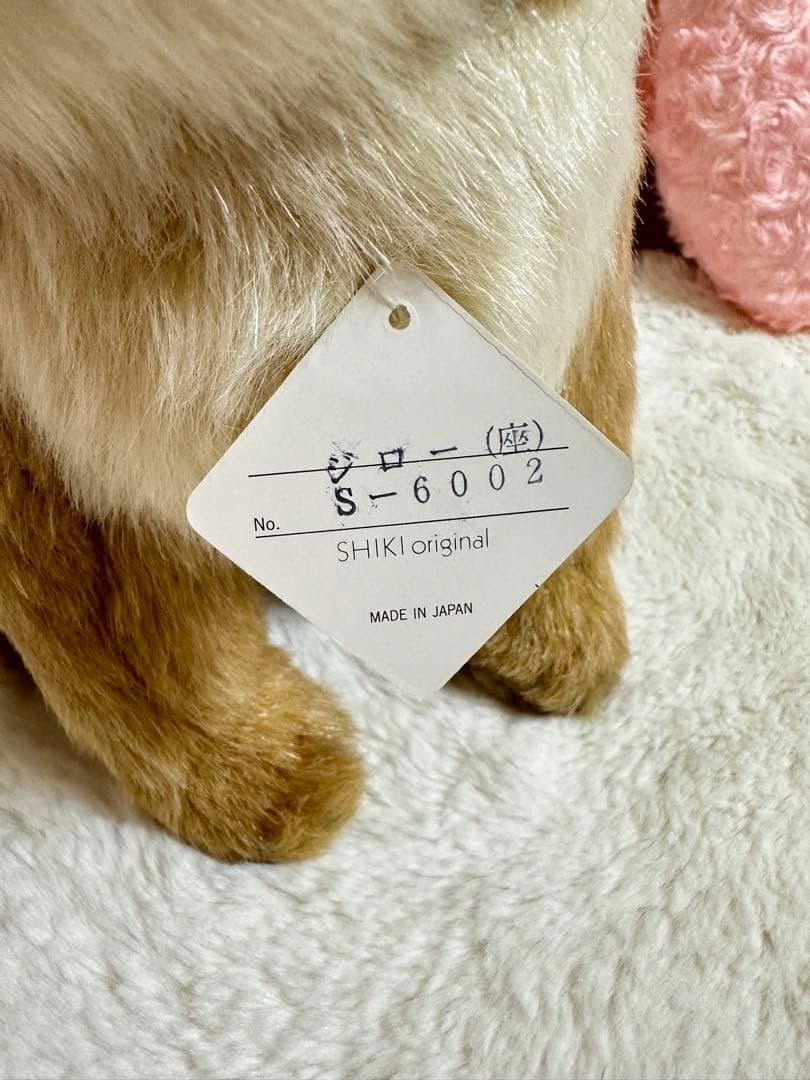 ジロー(座)
No. S-6002
SHIKI original
MADE IN JAPAN